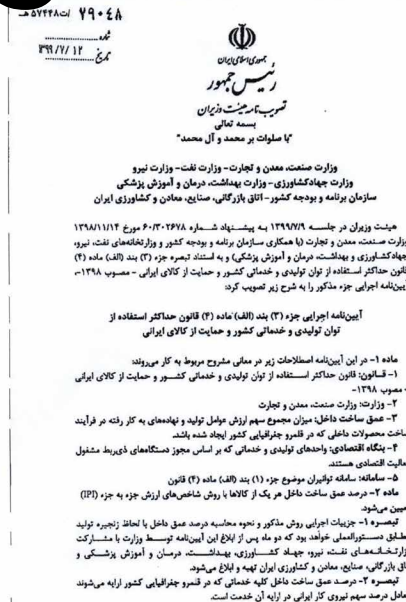 ۷۹۰۴۸ /ت۵۷۴۴۸هـ
شماره
۱۳۹۹/۷/۱۲
تاریخ
جمهوری اسلامی ایران
رئیس جمهور
تصویب نامه هیئت وزیران
بسمه تعالی
"با صلوات بر محمد و آل محمد"
وزارت صنعت، معدن و تجارت- وزارت نفت- وزارت نیرو
وزارت جهادکشاورزی- وزارت بهداشت، درمان و آموزش پزشکی
سازمان برنامه و بودجه کشور- اتاق بازرگانی، صنایع، معادن و کشاورزی ایران
هیئت وزیران در جلسه ۱۳۹۹/۷/۹ به پیشنهاد شماره ۶۰/۳۰۲۶۷۸ مورخ ۱۳۹۸/۱۱/۱۴
وزارت صنعت، معدن و تجارت (با همکاری سازمان برنامه و بودجه کشور و وزارتخانه‌های نفت، نیرو،
جهادکشاورزی و بهداشت، درمان و آموزش پزشکی) و به استناد تبصره جزء (۳) بند (الف) ماده (۴)
قانون حداکثر استفاده از توان تولیدی و خدماتی کشور و حمایت از کالای ایرانی - مصوب ۱۳۹۸-،
آیین‌نامه اجرایی جزء مذکور را به شرح زیر تصویب کرد:
آیین‌نامه اجرایی جزء (۳) بند (الف) ماده (۴) قانون حداکثر استفاده از
توان تولیدی و خدماتی کشور و حمایت از کالای ایرانی
ماده ۱- در این آیین‌نامه اصطلاحات زیر در معانی مشروح مربوط به کار می‌روند:
۱- قانون: قانون حداکثر استفاده از توان تولیدی و خدماتی کشور و حمایت از کالای ایرانی
- مصوب ۱۳۹۸-
۲- وزارت: وزارت صنعت، معدن و تجارت
۳- عمق ساخت داخل: میزان مجموع سهم ارزش عوامل تولید و نهاده‌های به کار رفته در فرآیند
ساخت محصولات داخلی که در قلمرو جغرافیایی کشور ایجاد شده باشد.
۴- بنگاه اقتصادی: واحدهای تولیدی و خدماتی که بر اساس مجوز دستگاه‌های ذی‌ربط مشغول
فعالیت اقتصادی هستند.
۵- سامانه: سامانه توانیران موضوع جزء (۱) بند (الف) ماده (۴) قانون
ماده ۲- درصد عمق ساخت داخل هر یک از کالاها با روش شاخص‌های ارزش جزء به جزء (IPI)
تعیین می‌شود.
تبصره ۱- جزییات اجرایی روش مذکور و نحوه محاسبه درصد عمق داخل با لحاظ زنجیره تولید
مطابق دستورالعملی خواهد بود که دو ماه پس از ابلاغ این آیین‌نامه توسط وزارت با مشارکت
وزارتخانه‌های نفت، نیرو، جهاد کشاورزی، بهداشت، درمان و آموزش پزشکی و
اتاق بازرگانی، صنایع، معادن و کشاورزی ایران تهیه و ابلاغ می‌شود.
تبصره ۲- درصد عمق ساخت داخل کلیه خدماتی که در قلمرو جغرافیایی کشور ارایه می‌شوند
معادل درصد سهم نیروی کار ایرانی در ارایه آن خدمت است.